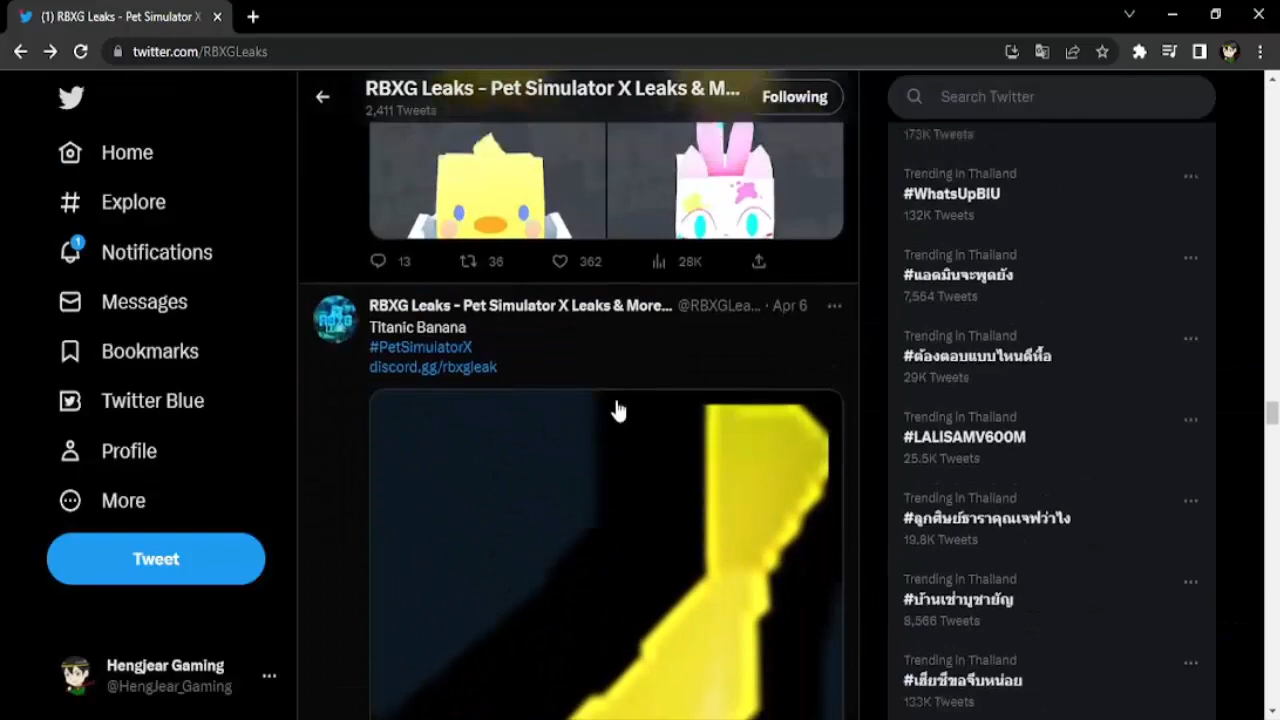 (1) RBXG Leaks - Pet Simulator X
twitter.com/RBXGLeaks
RBXG Leaks - Pet Simulator X Leaks & M...
2,411 Tweets
Following
Home
Explore
1
Notifications
Messages
Bookmarks
Twitter Blue
Profile
More
Tweet
Hengjear Gaming
@HengJear_Gaming
13
36
362
28K
RBXG Leaks - Pet Simulator X Leaks & More... @RBXGLea... · Apr 6
Titanic Banana
#PetSimulatorX
discord.gg/rbxgleak
Search Twitter
173K Tweets
Trending in Thailand
#WhatsUpBIU
132K Tweets
Trending in Thailand
#แอดมินจะพูดยัง
7,564 Tweets
Trending in Thailand
#ต้องตอบแบบไหนดีหื้อ
29K Tweets
Trending in Thailand
#LALISAMV600M
25.5K Tweets
Trending in Thailand
#ลูกศิษย์ธาราคุณเจฟว่าไง
19.8K Tweets
Trending in Thailand
#บ้านเช่าบูชายัญ
8,566 Tweets
Trending in Thailand
#เฮียซีขอจีบหน่อย
133K Tweets